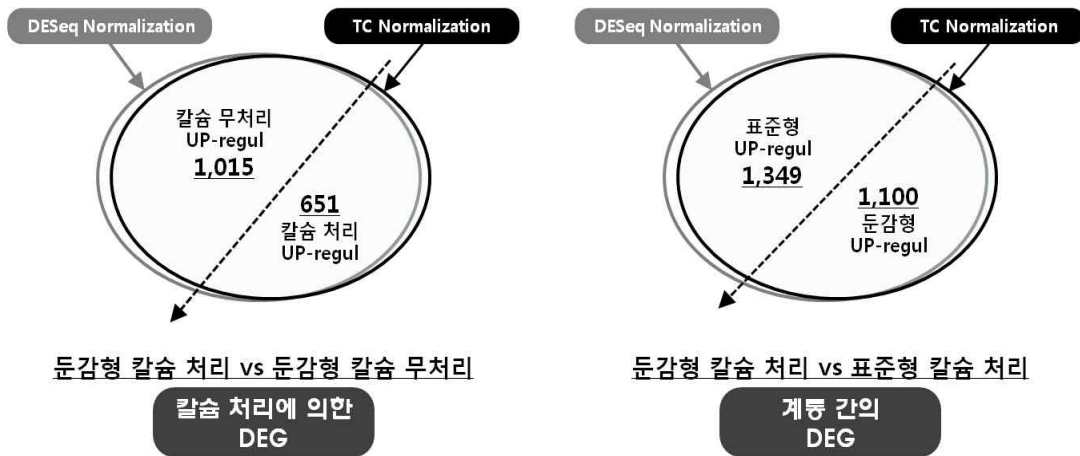 DESeq Normalization
TC Normalization
칼슘 무처리
UP-regul
1,015
651
칼슘 처리
UP-regul
둔감형 칼슘 처리 vs 둔감형 칼슘 무처리
칼슘 처리에 의한
DEG
DESeq Normalization
TC Normalization
표준형
UP-regul
1,349
1,100
둔감형
UP-regul
둔감형 칼슘 처리 vs 표준형 칼슘 처리
계통 간의
DEG